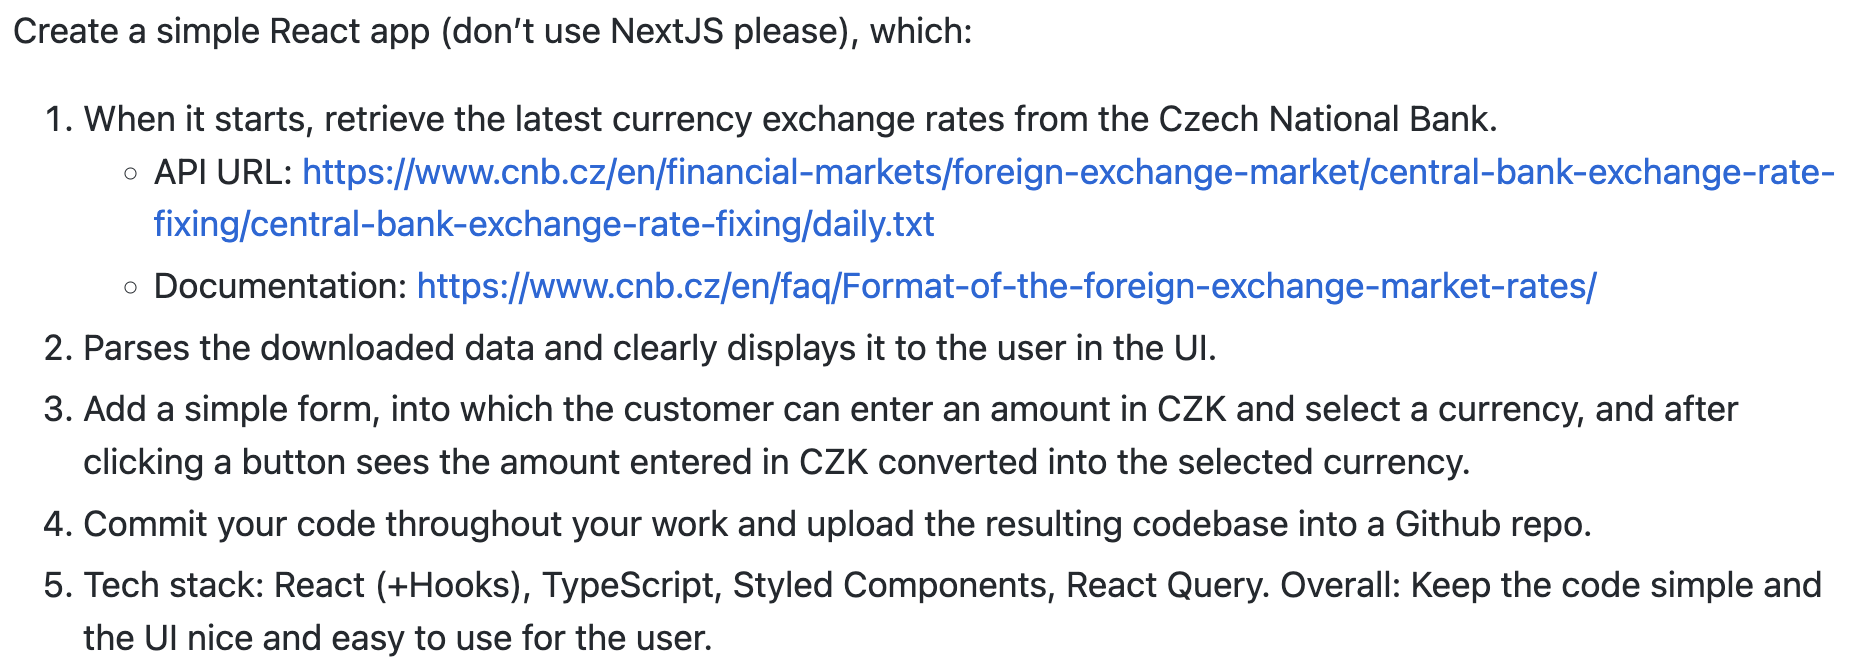 Create a simple React app (don’t use NextJS please), which:
1. When it starts, retrieve the latest currency exchange rates from the Czech National Bank.
◦ API URL: https://www.cnb.cz/en/financial-markets/foreign-exchange-market/central-bank-exchange-rate-
fixing/central-bank-exchange-rate-fixing/daily.txt
◦ Documentation: https://www.cnb.cz/en/faq/Format-of-the-foreign-exchange-market-rates/
2. Parses the downloaded data and clearly displays it to the user in the UI.
3. Add a simple form, into which the customer can enter an amount in CZK and select a currency, and after
clicking a button sees the amount entered in CZK converted into the selected currency.
4. Commit your code throughout your work and upload the resulting codebase into a Github repo.
5. Tech stack: React (+Hooks), TypeScript, Styled Components, React Query. Overall: Keep the code simple and
the UI nice and easy to use for the user.